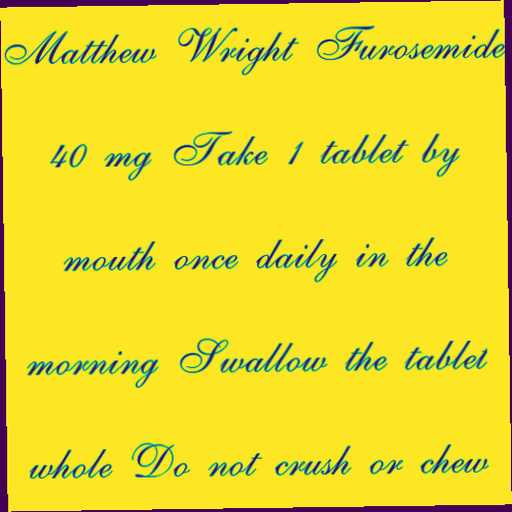 Matthew Wright Furosemide
40 mg Take 1 tablet by
mouth once daily in the
morning Swallow the tablet
whole Do not crush or chew